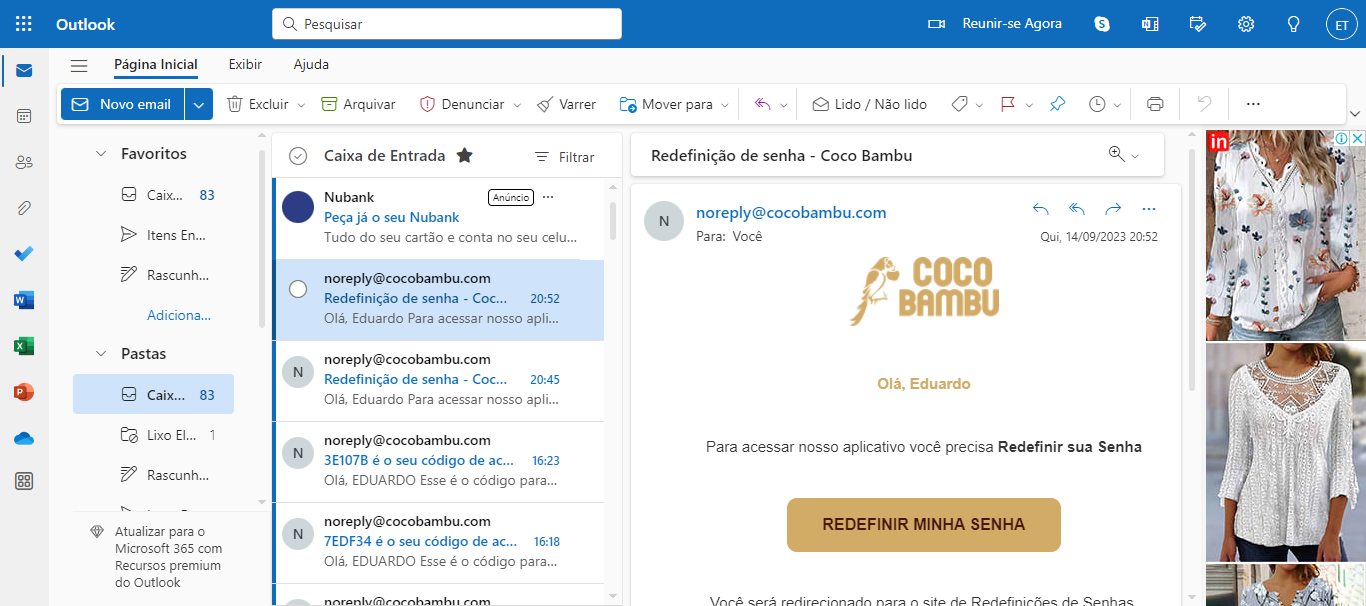 Outlook
Pesquisar
Reunir-se Agora
ET
Página Inicial
Exibir
Ajuda
Novo email
Excluir
Arquivar
Denunciar
Varrer
Mover para
Lido / Não lido
Favoritos
Caix... 83
Itens En...
Rascunh...
Adiciona...
Pastas
Caix... 83
Lixo El... 1
Rascunh...
Atualizar para o
Microsoft 365 com
Recursos premium
do Outlook
Caixa de Entrada
Filtrar
Nubank
Anúncio
Peça já o seu Nubank
Tudo do seu cartão e conta no seu celu...
noreply@cocobambu.com
Redefinição de senha - Coc... 20:52
Olá, Eduardo Para acessar nosso apli...
N
noreply@cocobambu.com
Redefinição de senha - Coc... 20:45
Olá, Eduardo Para acessar nosso apli...
N
noreply@cocobambu.com
3E107B é o seu código de ac... 16:23
Olá, EDUARDO Esse é o código para...
N
noreply@cocobambu.com
7EDF34 é o seu código de ac... 16:18
Olá, EDUARDO Esse é o código para...
noreply@cocobambu.com
Redefinição de senha - Coco Bambu
N
noreply@cocobambu.com
Para: Você
Qui, 14/09/2023 20:52
COCO
BAMBU
Olá, Eduardo
Para acessar nosso aplicativo você precisa Redefinir sua Senha
REDEFINIR MINHA SENHA
Você será redirecionado para o site de Redefinições de Senhas
in